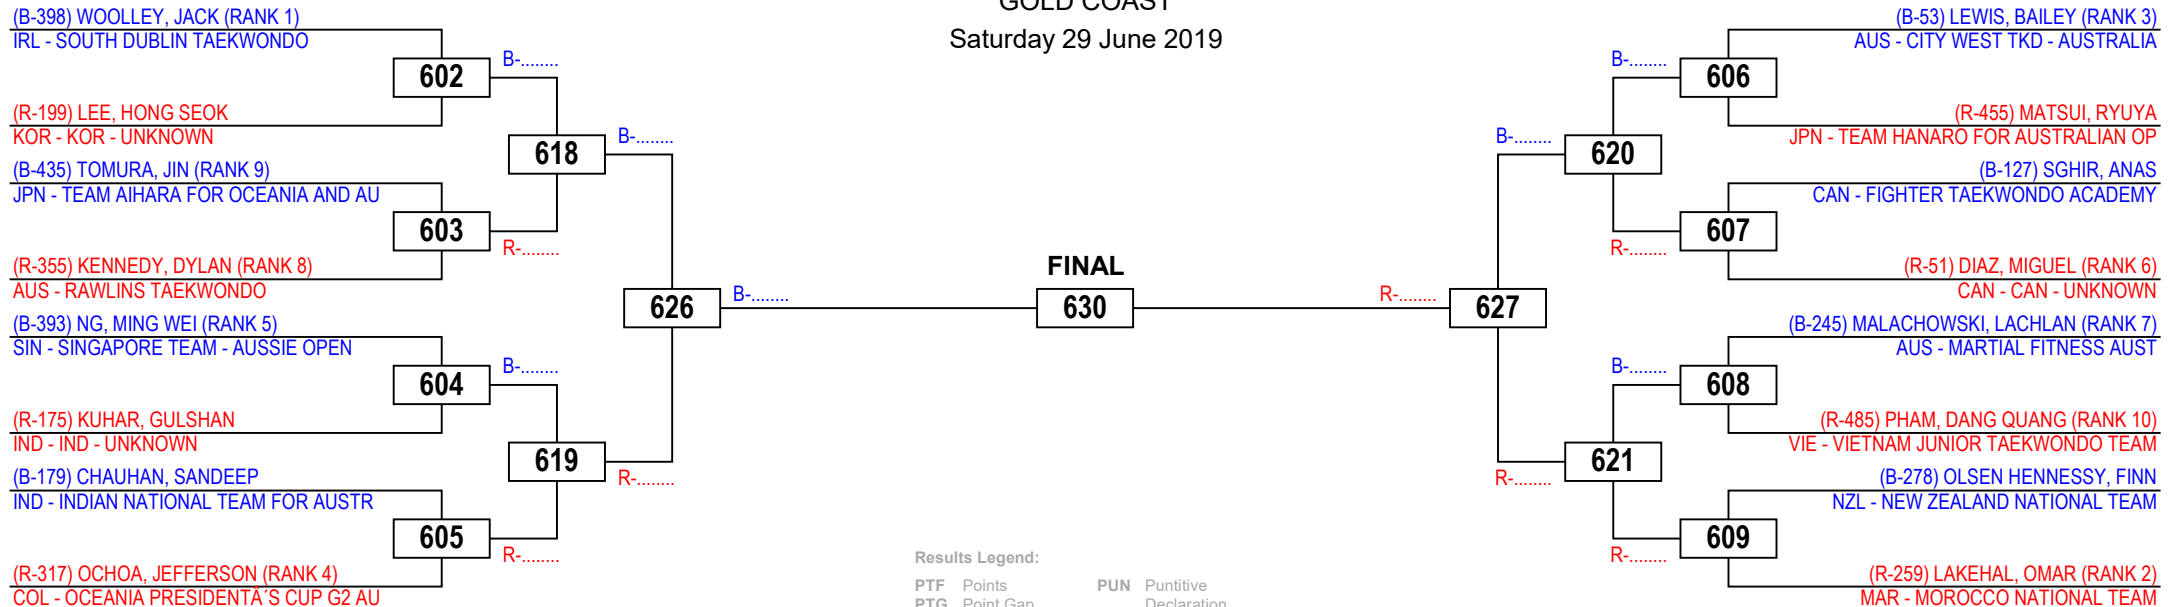 GOLD COAST
Saturday 29 June 2019
(B-398) WOOLLEY, JACK (RANK 1)
IRL - SOUTH DUBLIN TAEKWONDO
602
B-........
(R-199) LEE, HONG SEOK
KOR - KOR - UNKNOWN
618
B-........
(B-435) TOMURA, JIN (RANK 9)
JPN - TEAM AIHARA FOR OCEANIA AND AU
603
R-........
(R-355) KENNEDY, DYLAN (RANK 8)
AUS - RAWLINS TAEKWONDO
626
B-........
(B-393) NG, MING WEI (RANK 5)
SIN - SINGAPORE TEAM - AUSSIE OPEN
604
B-........
(R-175) KUHAR, GULSHAN
IND - IND - UNKNOWN
619
R-........
(B-179) CHAUHAN, SANDEEP
IND - INDIAN NATIONAL TEAM FOR AUSTR
605
R-........
(R-317) OCHOA, JEFFERSON (RANK 4)
COL - OCEANIA PRESIDENTÂ´S CUP G2 AU
FINAL
630
(B-53) LEWIS, BAILEY (RANK 3)
AUS - CITY WEST TKD - AUSTRALIA
B-........
606
(R-455) MATSUI, RYUYA
JPN - TEAM HANARO FOR AUSTRALIAN OP
B-........
620
(B-127) SGHIR, ANAS
CAN - FIGHTER TAEKWONDO ACADEMY
R-........
607
(R-51) DIAZ, MIGUEL (RANK 6)
CAN - CAN - UNKNOWN
R-........
627
(B-245) MALACHOWSKI, LACHLAN (RANK 7)
AUS - MARTIAL FITNESS AUST
B-........
608
(R-485) PHAM, DANG QUANG (RANK 10)
VIE - VIETNAM JUNIOR TAEKWONDO TEAM
R-........
621
(B-278) OLSEN HENNESSY, FINN
NZL - NEW ZEALAND NATIONAL TEAM
R-........
609
(R-259) LAKEHAL, OMAR (RANK 2)
MAR - MOROCCO NATIONAL TEAM
Results Legend:
PTF Points PUN Puntitive
PTG Point Gap Declaration